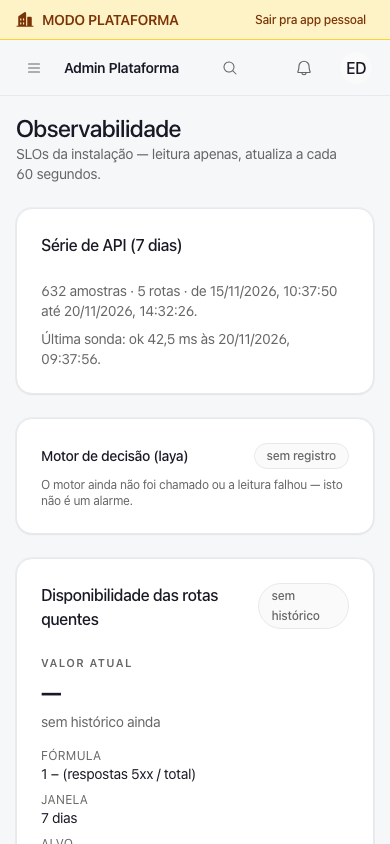 MODO PLATAFORMA
Sair pra app pessoal
Admin Plataforma
ED
Observabilidade
SLOs da instalação — leitura apenas, atualiza a cada
60 segundos.
Série de API (7 dias)
632 amostras · 5 rotas · de 15/11/2026, 10:37:50
até 20/11/2026, 14:32:26.
Última sonda: ok 42,5 ms às 20/11/2026,
09:37:56.
Motor de decisão (laya)
sem registro
O motor ainda não foi chamado ou a leitura falhou — isto
não é um alarme.
Disponibilidade das rotas
quentes
sem
histórico
VALOR ATUAL
—
sem histórico ainda
FÓRMULA
1 − (respostas 5xx / total)
JANELA
7 dias
ALVO